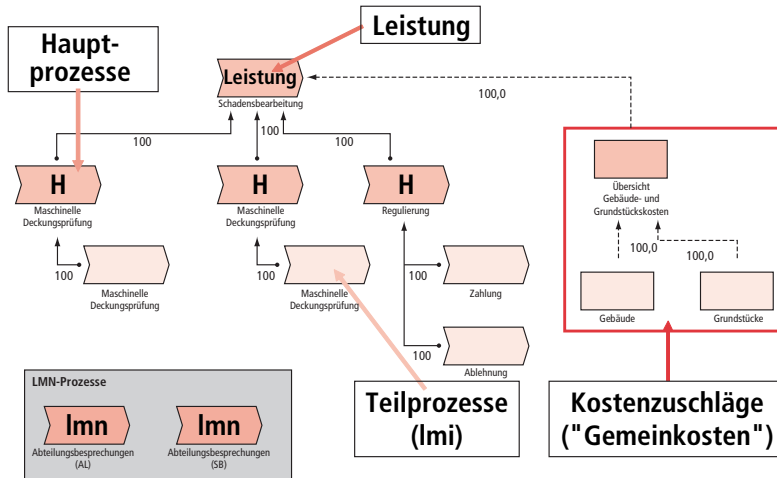 Haupt-
prozesse
Leistung
Leistung
Schadensbearbeitung
100,0
100
100
100
H
Maschinelle
Deckungsprüfung
H
Maschinelle
Deckungsprüfung
H
Regulierung
Übersicht
Gebäude- und
Grundstückskosten
100
Maschinelle
Deckungsprüfung
100
Maschinelle
Deckungsprüfung
100
Zahlung
100
Ablehnung
100,0
100,0
Gebäude
Grundstücke
LMN-Prozesse
lmn
Abteilungsbesprechungen
(AL)
lmn
Abteilungsbesprechungen
(SB)
Teilprozesse
(lmi)
Kostenzuschläge
("Gemeinkosten")